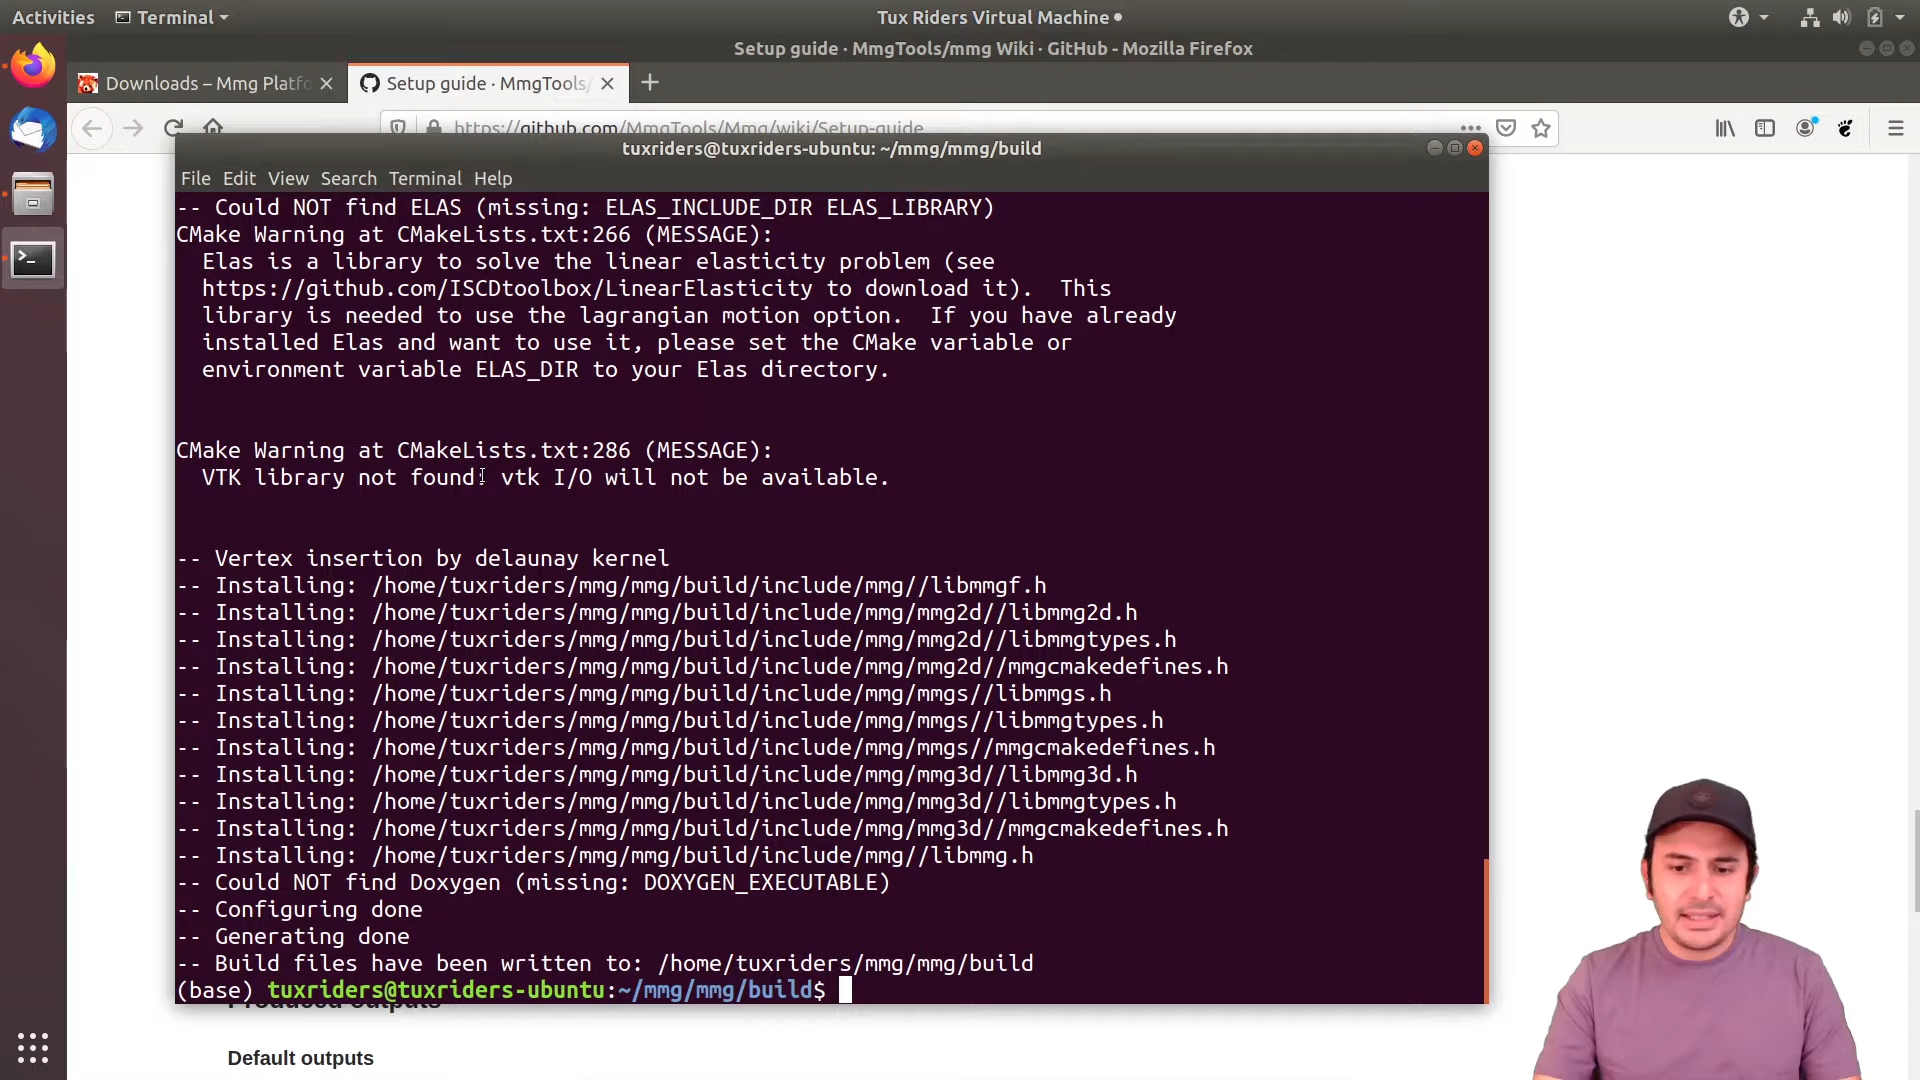 Activities Terminal Tux Riders Virtual Machine
Setup guide · MmgTools/mmg Wiki · GitHub - Mozilla Firefox
Downloads – Mmg Platfo Setup guide · MmgTools/
https://github.com/MmgTools/Mmg/wiki/Setup-guide
tuxriders@tuxriders-ubuntu: ~/mmg/mmg/build
File Edit View Search Terminal Help
-- Could NOT find ELAS (missing: ELAS_INCLUDE_DIR ELAS_LIBRARY)
CMake Warning at CMakeLists.txt:266 (MESSAGE):
Elas is a library to solve the linear elasticity problem (see
https://github.com/ISCDtoolbox/LinearElasticity to download it). This
library is needed to use the lagrangian motion option. If you have already
installed Elas and want to use it, please set the CMake variable or
environment variable ELAS_DIR to your Elas directory.
CMake Warning at CMakeLists.txt:286 (MESSAGE):
VTK library not found: vtk I/O will not be available.
-- Vertex insertion by delaunay kernel
-- Installing: /home/tuxriders/mmg/mmg/build/include/mmg//libmmgf.h
-- Installing: /home/tuxriders/mmg/mmg/build/include/mmg/mmg2d//libmmg2d.h
-- Installing: /home/tuxriders/mmg/mmg/build/include/mmg/mmg2d//libmmgtypes.h
-- Installing: /home/tuxriders/mmg/mmg/build/include/mmg/mmg2d//mmgcmakedefines.h
-- Installing: /home/tuxriders/mmg/mmg/build/include/mmg/mmgs//libmmgs.h
-- Installing: /home/tuxriders/mmg/mmg/build/include/mmg/mmgs//libmmgtypes.h
-- Installing: /home/tuxriders/mmg/mmg/build/include/mmg/mmgs//mmgcmakedefines.h
-- Installing: /home/tuxriders/mmg/mmg/build/include/mmg/mmg3d//libmmg3d.h
-- Installing: /home/tuxriders/mmg/mmg/build/include/mmg/mmg3d//libmmgtypes.h
-- Installing: /home/tuxriders/mmg/mmg/build/include/mmg/mmg3d//mmgcmakedefines.h
-- Installing: /home/tuxriders/mmg/mmg/build/include/mmg//libmmg.h
-- Could NOT find Doxygen (missing: DOXYGEN_EXECUTABLE)
-- Configuring done
-- Generating done
-- Build files have been written to: /home/tuxriders/mmg/mmg/build
(base) tuxriders@tuxriders-ubuntu:~/mmg/mmg/build$
Produced outputs
Default outputs